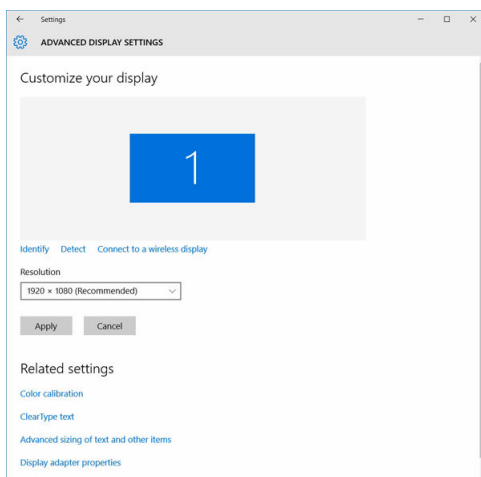 Settings
ADVANCED DISPLAY SETTINGS
Customize your display
1
Identify Detect Connect to a wireless display
Resolution
1920 × 1080 (Recommended)
Apply Cancel
Related settings
Color calibration
ClearType text
Advanced sizing of text and other items
Display adapter properties